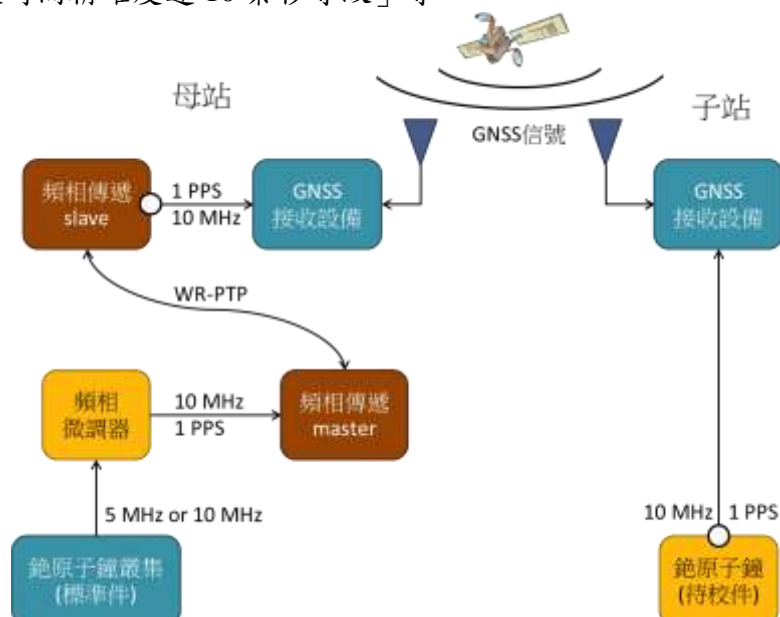 母站
子站
GNSS信號
頻相傳遞
slave
1 PPS
10 MHz
GNSS
接收設備
GNSS
接收設備
WR-PTP
頻相
微調器
10 MHz
1 PPS
頻相傳遞
master
5 MHz or 10 MHz
10 MHz
1 PPS
銫原子鐘叢集
(標準件)
銫原子鐘
(待校件)